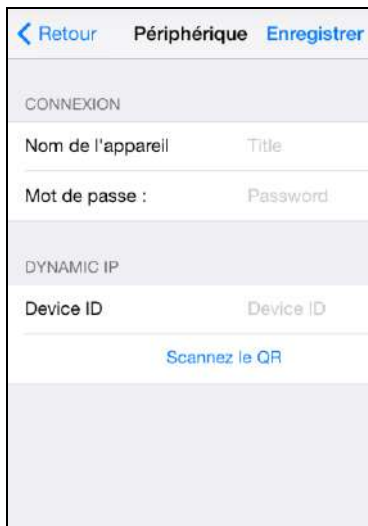 Retour Périphérique Enregistrer
CONNEXION
Nom de l'appareil Title
Mot de passe : Password
DYNAMIC IP
Device ID Device ID
Scannez le QR